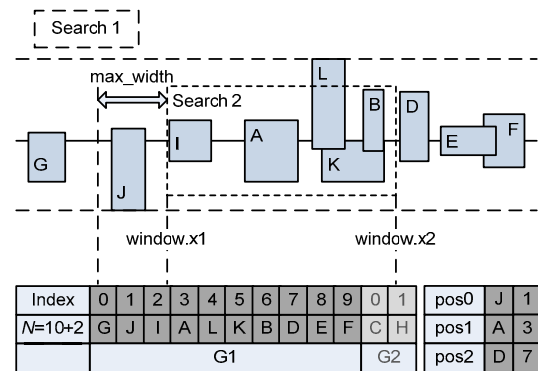 Search 1
max_width
Search 2
L
B
D
I
A
F
E
G
K
J
window.x1
window.x2
Index 0 1 2 3 4 5 6 7 8 9 0 1 pos0 J 1
N=10+2 G J I A L K B D E F C H pos1 A 3
G1 G2 pos2 D 7